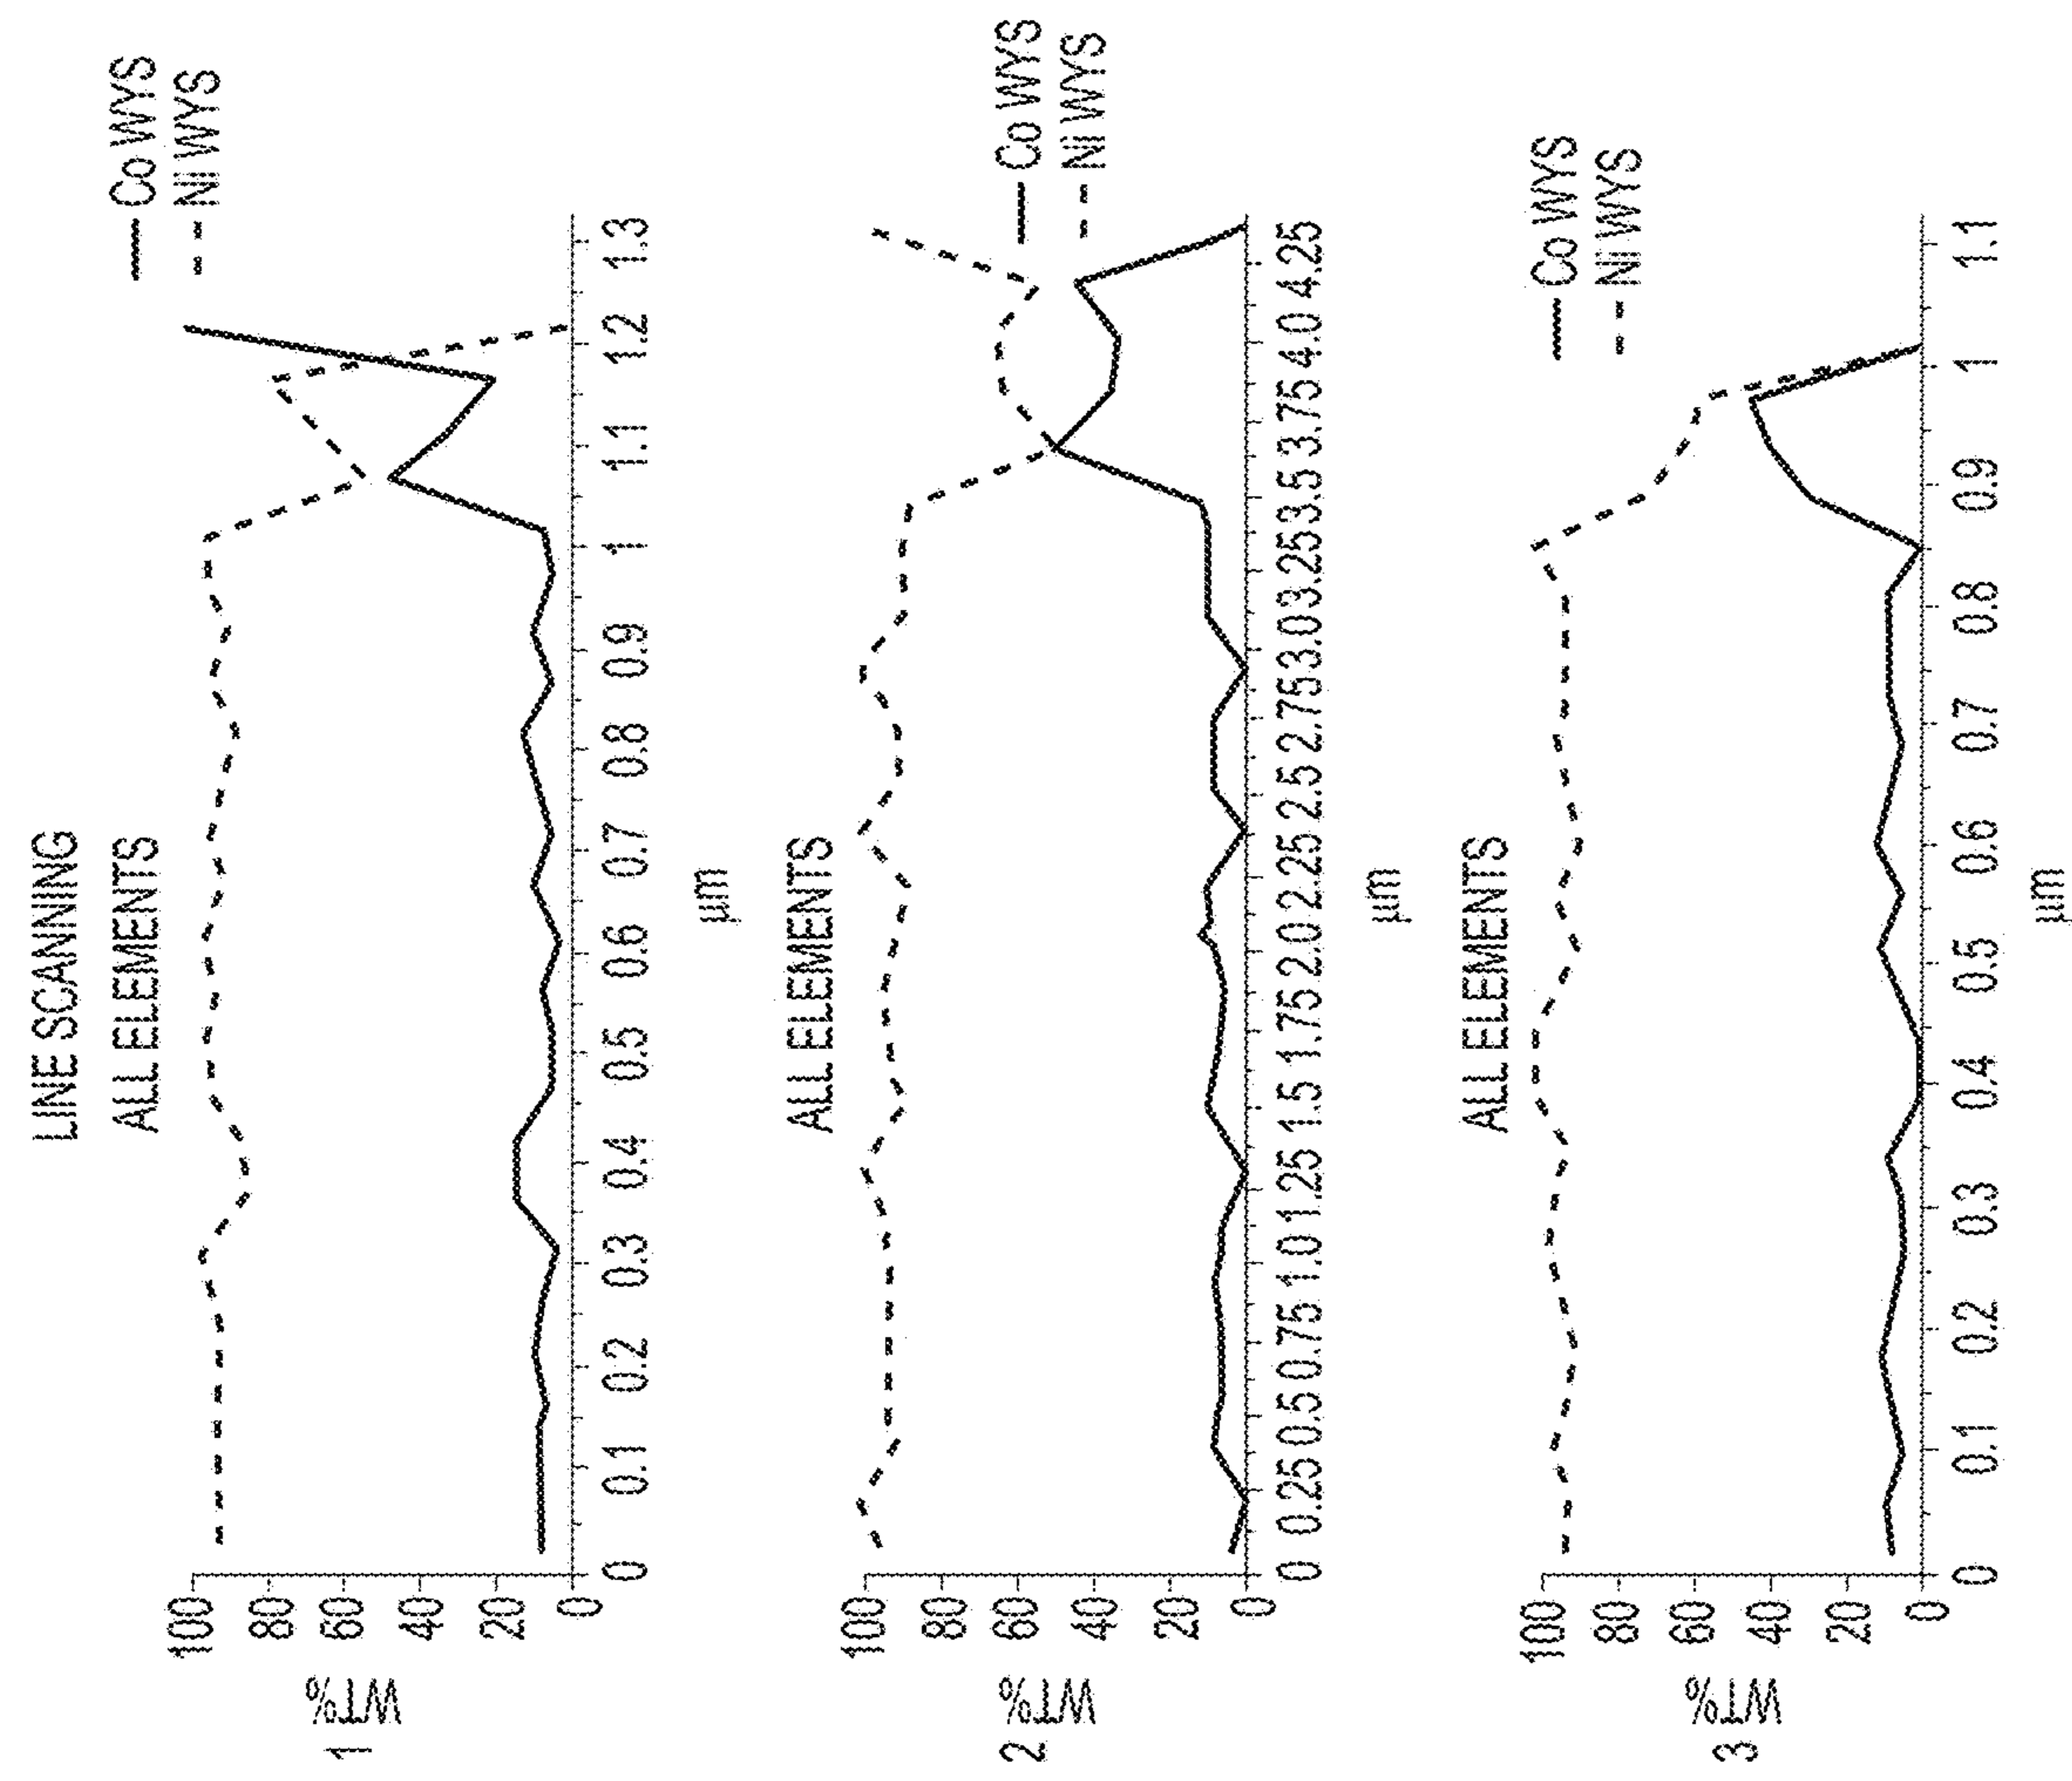 LINE SCANNING
ALL ELEMENTS
Co WYS
Ni WYS
100
80
60
40
20
0
WT%
1
0 0.1 0.2 0.3 0.4 0.5 0.6 0.7 0.8 0.9 1 1.1 1.2 1.3
µm
ALL ELEMENTS
Co WYS
Ni WYS
100
80
60
40
20
0
WT%
2
0 0.25 0.5 0.75 1.0 1.25 1.5 1.75 2.0 2.25 2.5 2.75 3.0 3.25 3.5 3.75 4.0 4.25
µm
ALL ELEMENTS
Co WYS
Ni WYS
100
80
60
40
20
0
WT%
3
0 0.1 0.2 0.3 0.4 0.5 0.6 0.7 0.8 0.9 1 1.1
µm